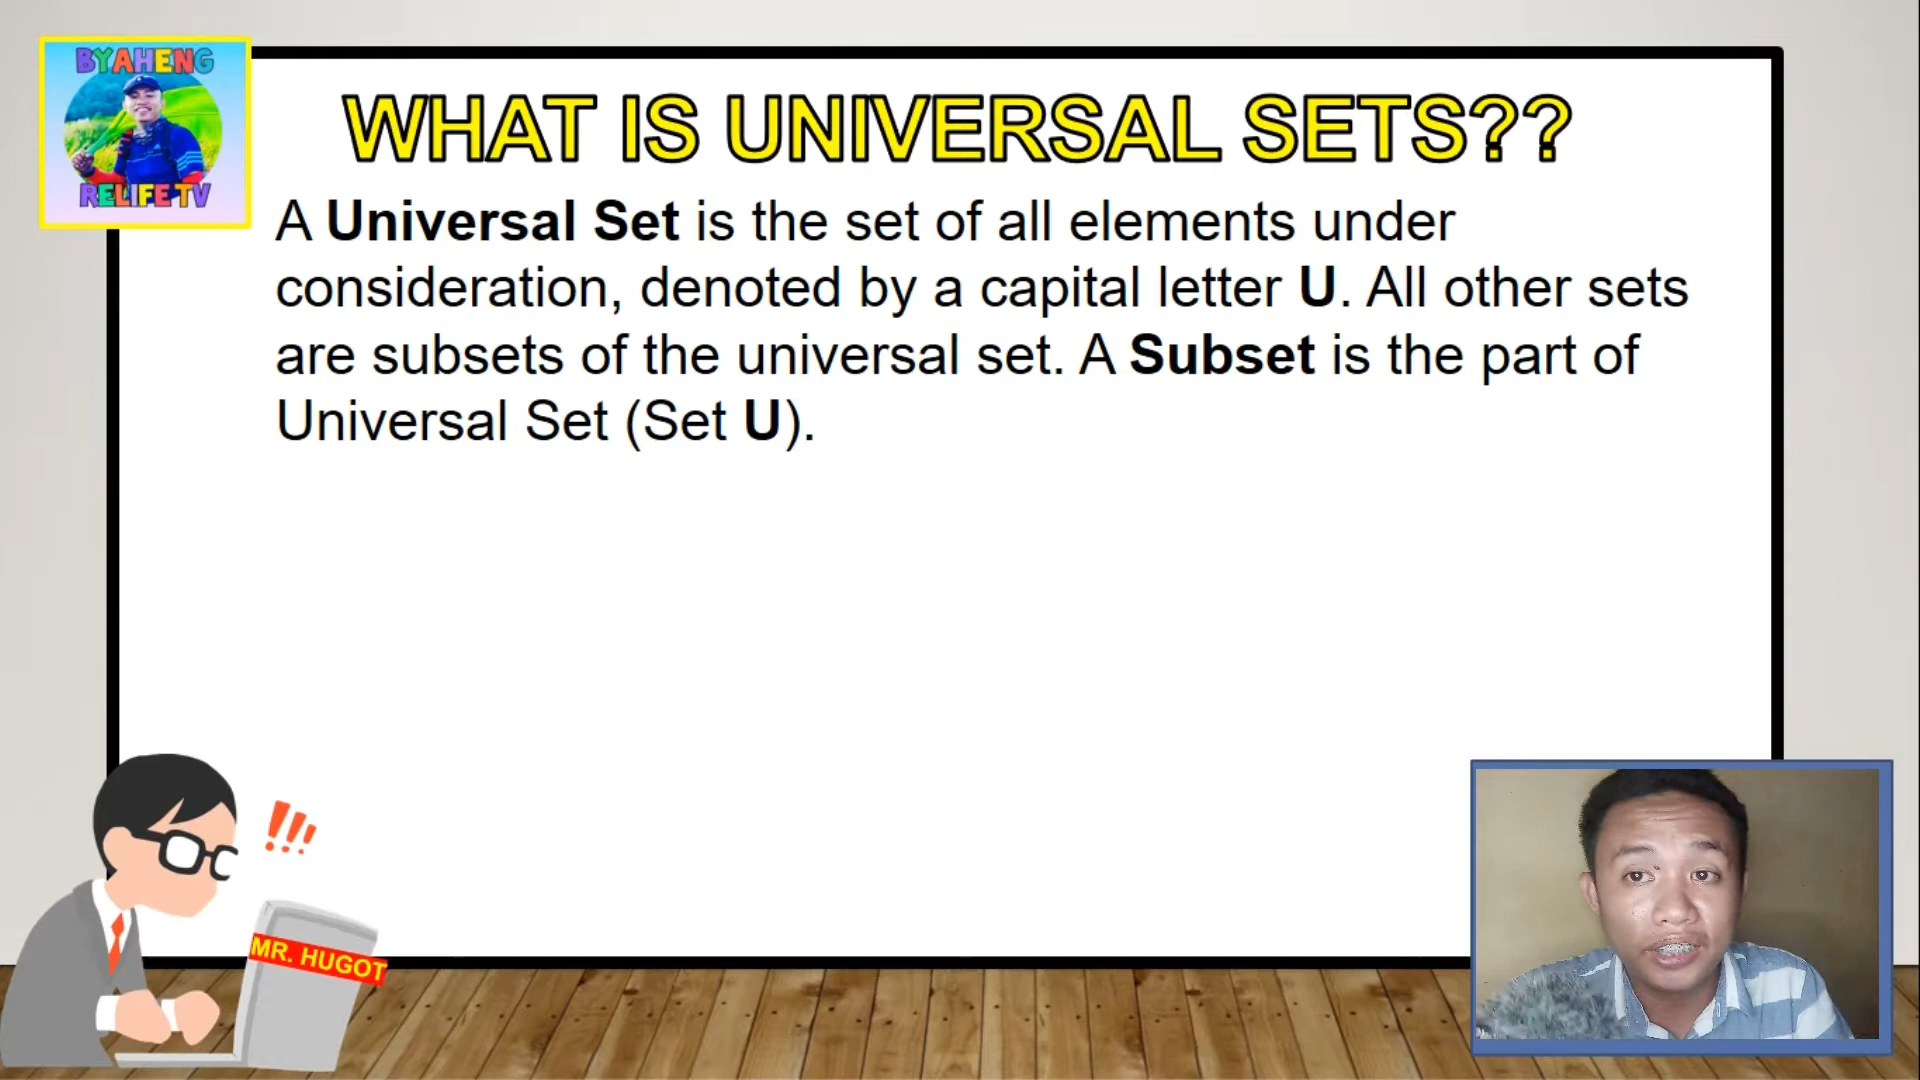 BYAHENG
RELIFE TV
WHAT IS UNIVERSAL SETS??
A Universal Set is the set of all elements under
consideration, denoted by a capital letter U. All other sets
are subsets of the universal set. A Subset is the part of
Universal Set (Set U).
!!!
MR. HUGOT